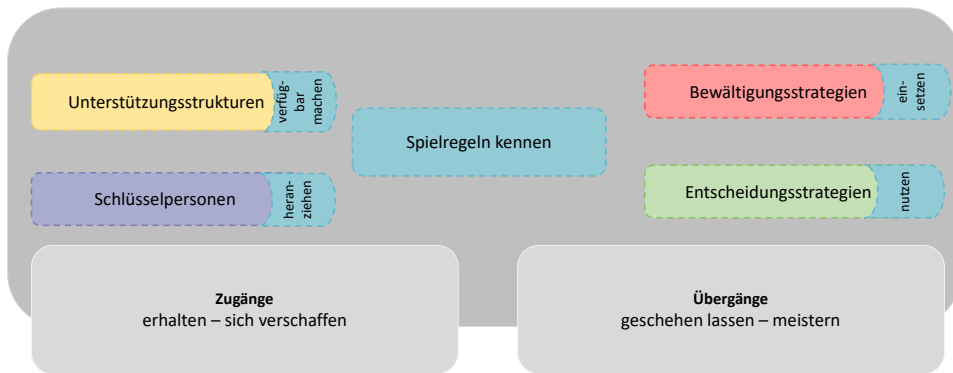 Unterstützungsstrukturen
verfüg-
bar
machen
Schlüsselpersonen
heran-
ziehen
Spielregeln kennen
Bewältigungsstrategien
ein-
setzen
Entscheidungsstrategien
nutzen
Zugänge
erhalten – sich verschaffen
Übergänge
geschehen lassen – meistern